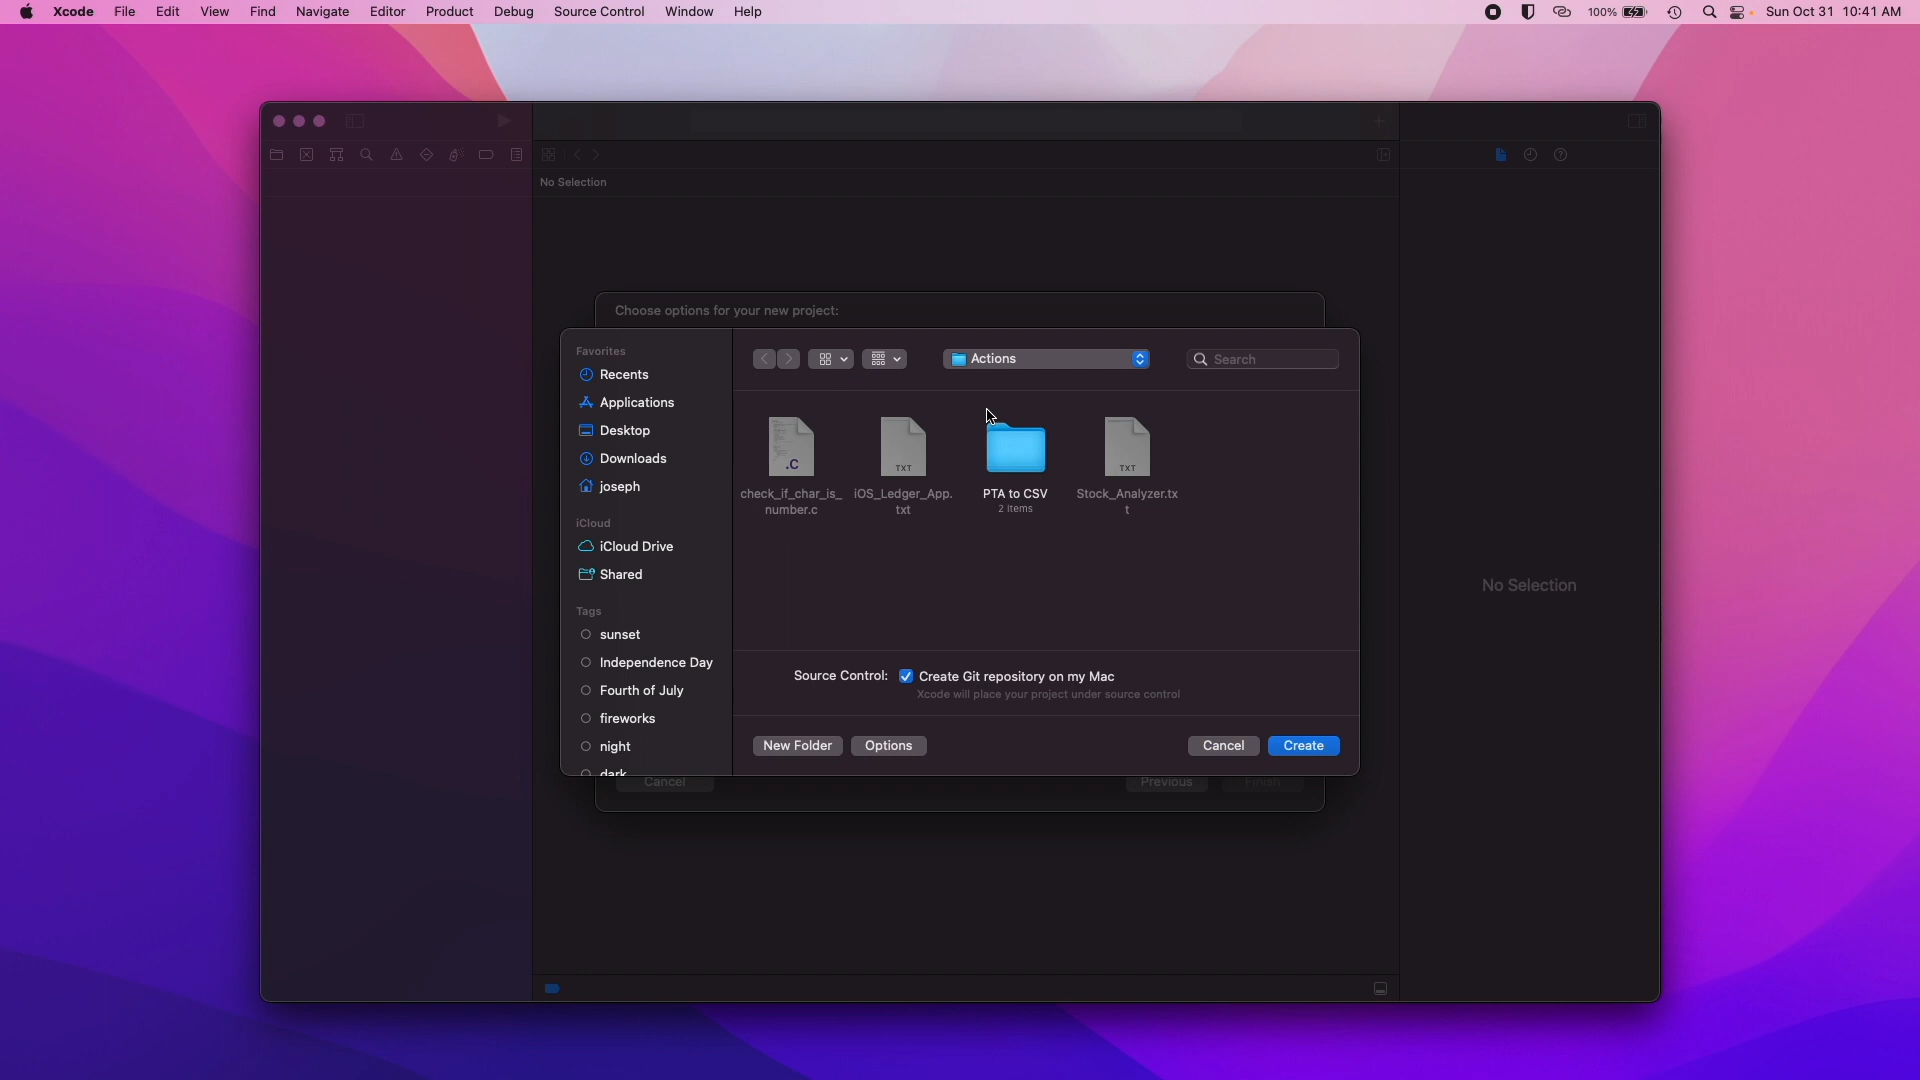 Xcode File Edit View Find Navigate Editor Product Debug Source Control Window Help 100% Sun Oct 31 10:41 AM
No Selection
Choose options for your new project:
Favorites
Recents
Applications
Desktop
Downloads
joseph
iCloud
iCloud Drive
Shared
Tags
sunset
Independence Day
Fourth of July
fireworks
night
dark
Actions
Search
.C
check_if_char_is_
number.c
TXT
iOS_Ledger_App.
txt
PTA to CSV
2 items
TXT
Stock_Analyzer.tx
t
Source Control: Create Git repository on my Mac
Xcode will place your project under source control
New Folder Options Cancel Create
Cancel Previous Finish
No Selection